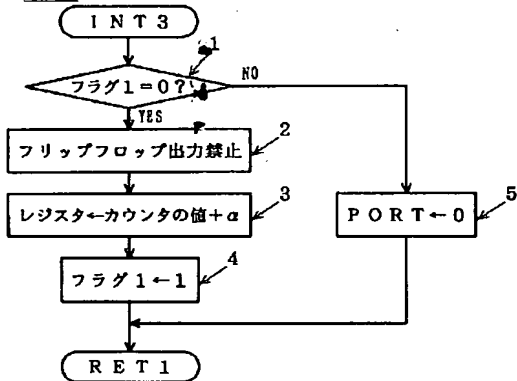 INT3
1
フラグ1=0?
NO
YES
2
フリップフロップ出力禁止
3
レジスタ←カウンタの値+α
5
PORT←0
4
フラグ1←1
RET1